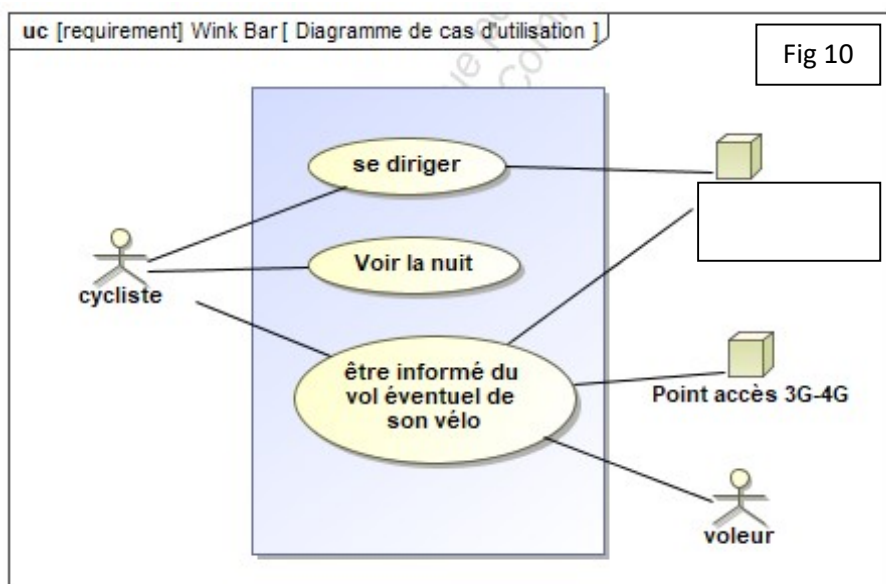 uc [requirement] Wink Bar [ Diagramme de cas d'utilisation ]
Fig 10
se diriger
Voir la nuit
cycliste
être informé du
vol éventuel de
son vélo
Point accès 3G-4G
voleur